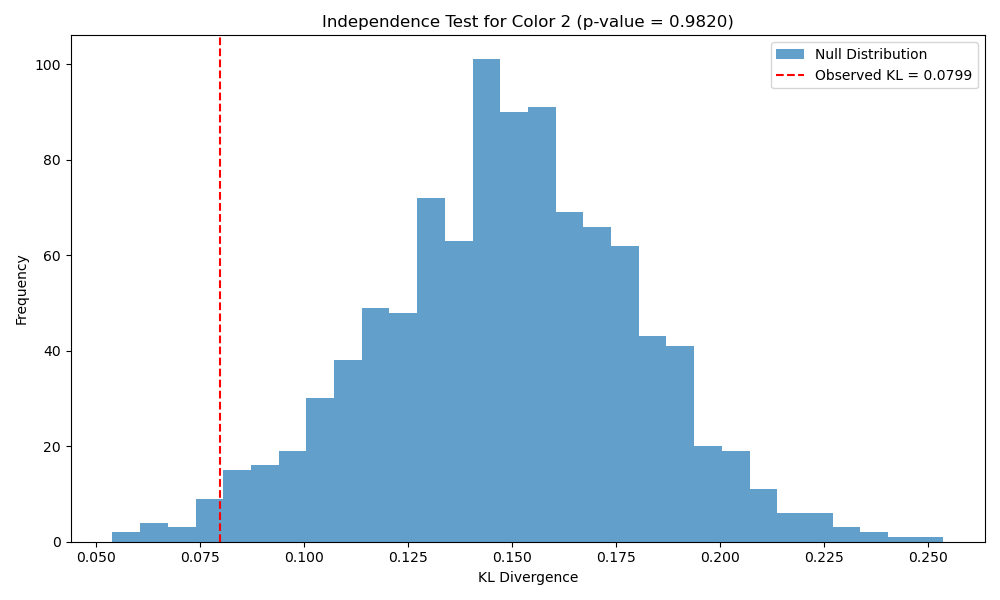 Independence Test for Color 2 (p-value = 0.9820)
Null Distribution
Observed KL = 0.0799
Frequency
100
80
60
40
20
0
0.050 0.075 0.100 0.125 0.150 0.175 0.200 0.225 0.250
KL Divergence